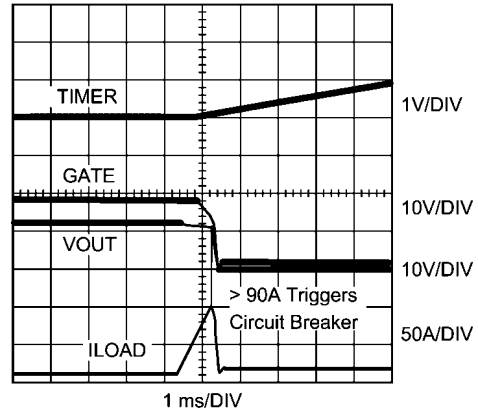 TIMER
1V/DIV
GATE
10V/DIV
VOUT
10V/DIV
> 90A Triggers
Circuit Breaker
50A/DIV
ILOAD
1 ms/DIV